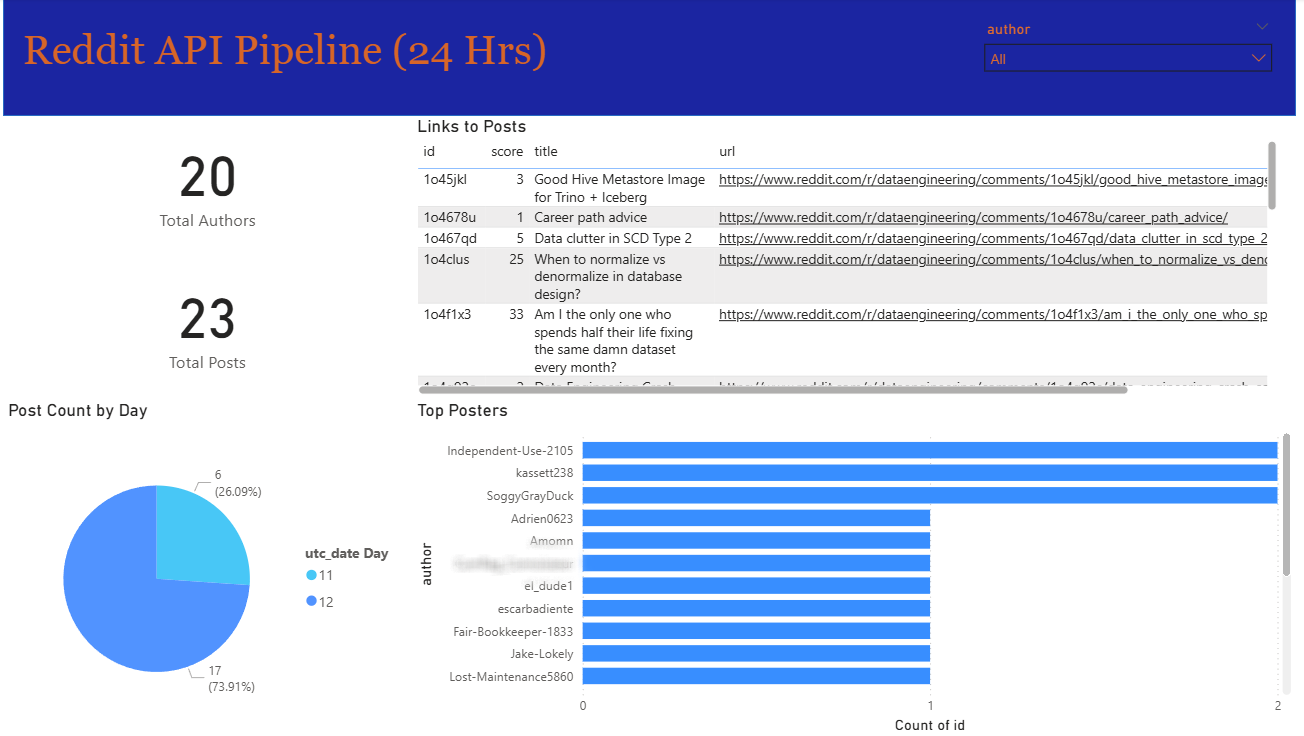 Reddit API Pipeline (24 Hrs)
author
All
20
Total Authors
23
Total Posts
Links to Posts
id score title url
1o45jkl 3 Good Hive Metastore Image https://www.reddit.com/r/dataengineering/comments/1o45jkl/good_hive_metastore_image
for Trino + Iceberg
1o4678u 1 Career path advice https://www.reddit.com/r/dataengineering/comments/1o4678u/career_path_advice/
1o467qd 5 Data clutter in SCD Type 2 https://www.reddit.com/r/dataengineering/comments/1o467qd/data_clutter_in_scd_type_2
1o4clus 25 When to normalize vs https://www.reddit.com/r/dataengineering/comments/1o4clus/when_to_normalize_vs_deno
denormalize in database
design?
1o4f1x3 33 Am I the only one who https://www.reddit.com/r/dataengineering/comments/1o4f1x3/am_i_the_only_one_who_sp
spends half their life fixing
the same damn dataset
every month?
Post Count by Day
6
(26.09%)
17
(73.91%)
utc_date Day
11
12
Top Posters
author
Independent-Use-2105
kassett238
SoggyGrayDuck
Adrien0623
Amomn
el_dude1
escarbadiente
Fair-Bookkeeper-1833
Jake-Lokely
Lost-Maintenance5860
0 1 2
Count of id